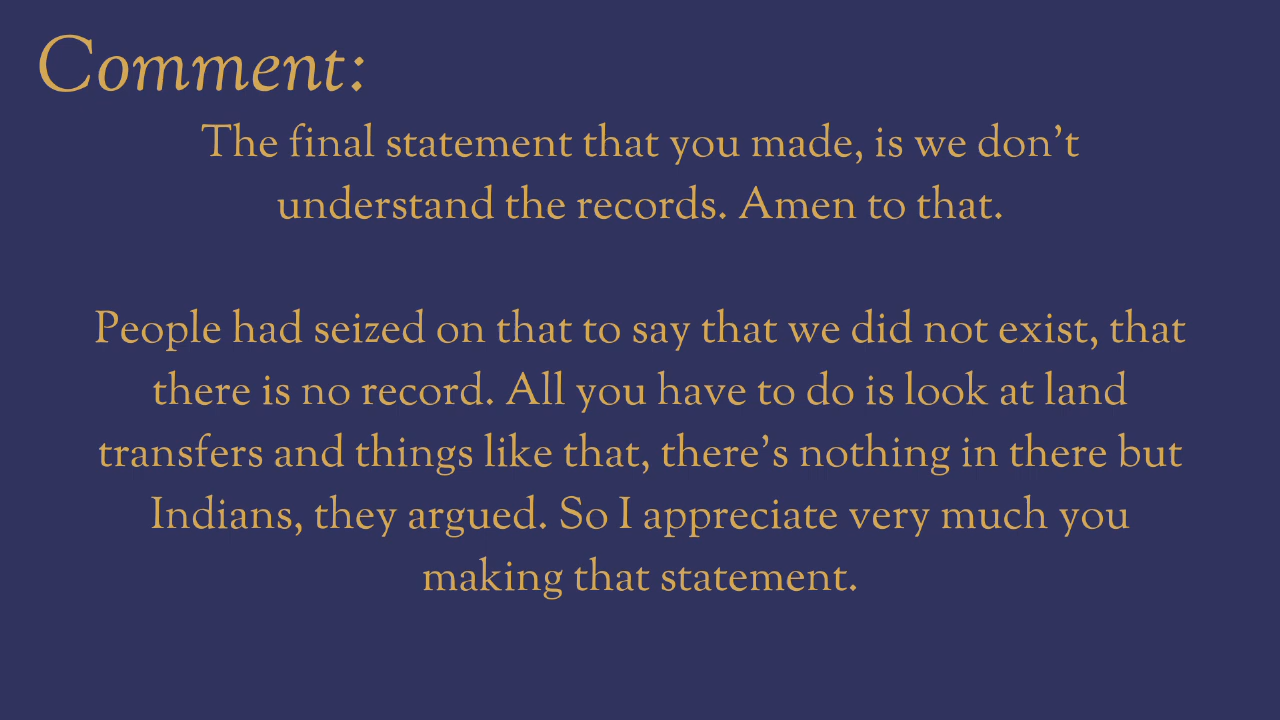 Comment:
The final statement that you made, is we don't
understand the records. Amen to that.
People had seized on that to say that we did not exist, that
there is no record. All you have to do is look at land
transfers and things like that, there's nothing in there but
Indians, they argued. So I appreciate very much you
making that statement.